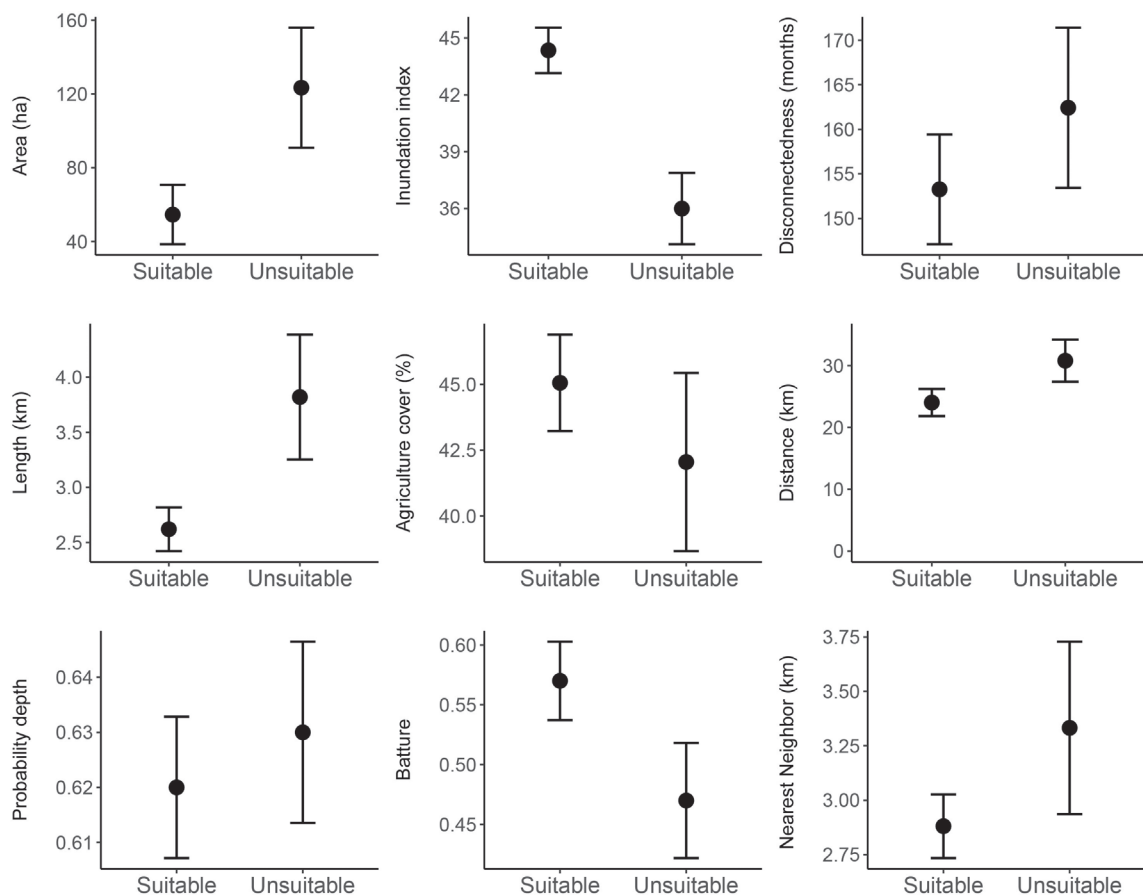 Area (ha)
160
120
80
40
Suitable Unsuitable
Inundation index
45
42
39
36
Suitable Unsuitable
Disconnectedness (months)
170
165
160
155
150
Suitable Unsuitable
Length (km)
4.0
3.5
3.0
2.5
Suitable Unsuitable
Agriculture cover (%)
45.0
42.5
40.0
Suitable Unsuitable
Distance (km)
30
20
10
0
Suitable Unsuitable
Probability depth
0.64
0.63
0.62
0.61
Suitable Unsuitable
Batture
0.60
0.55
0.50
0.45
Suitable Unsuitable
Nearest Neighbor (km)
3.75
3.50
3.25
3.00
2.75
Suitable Unsuitable